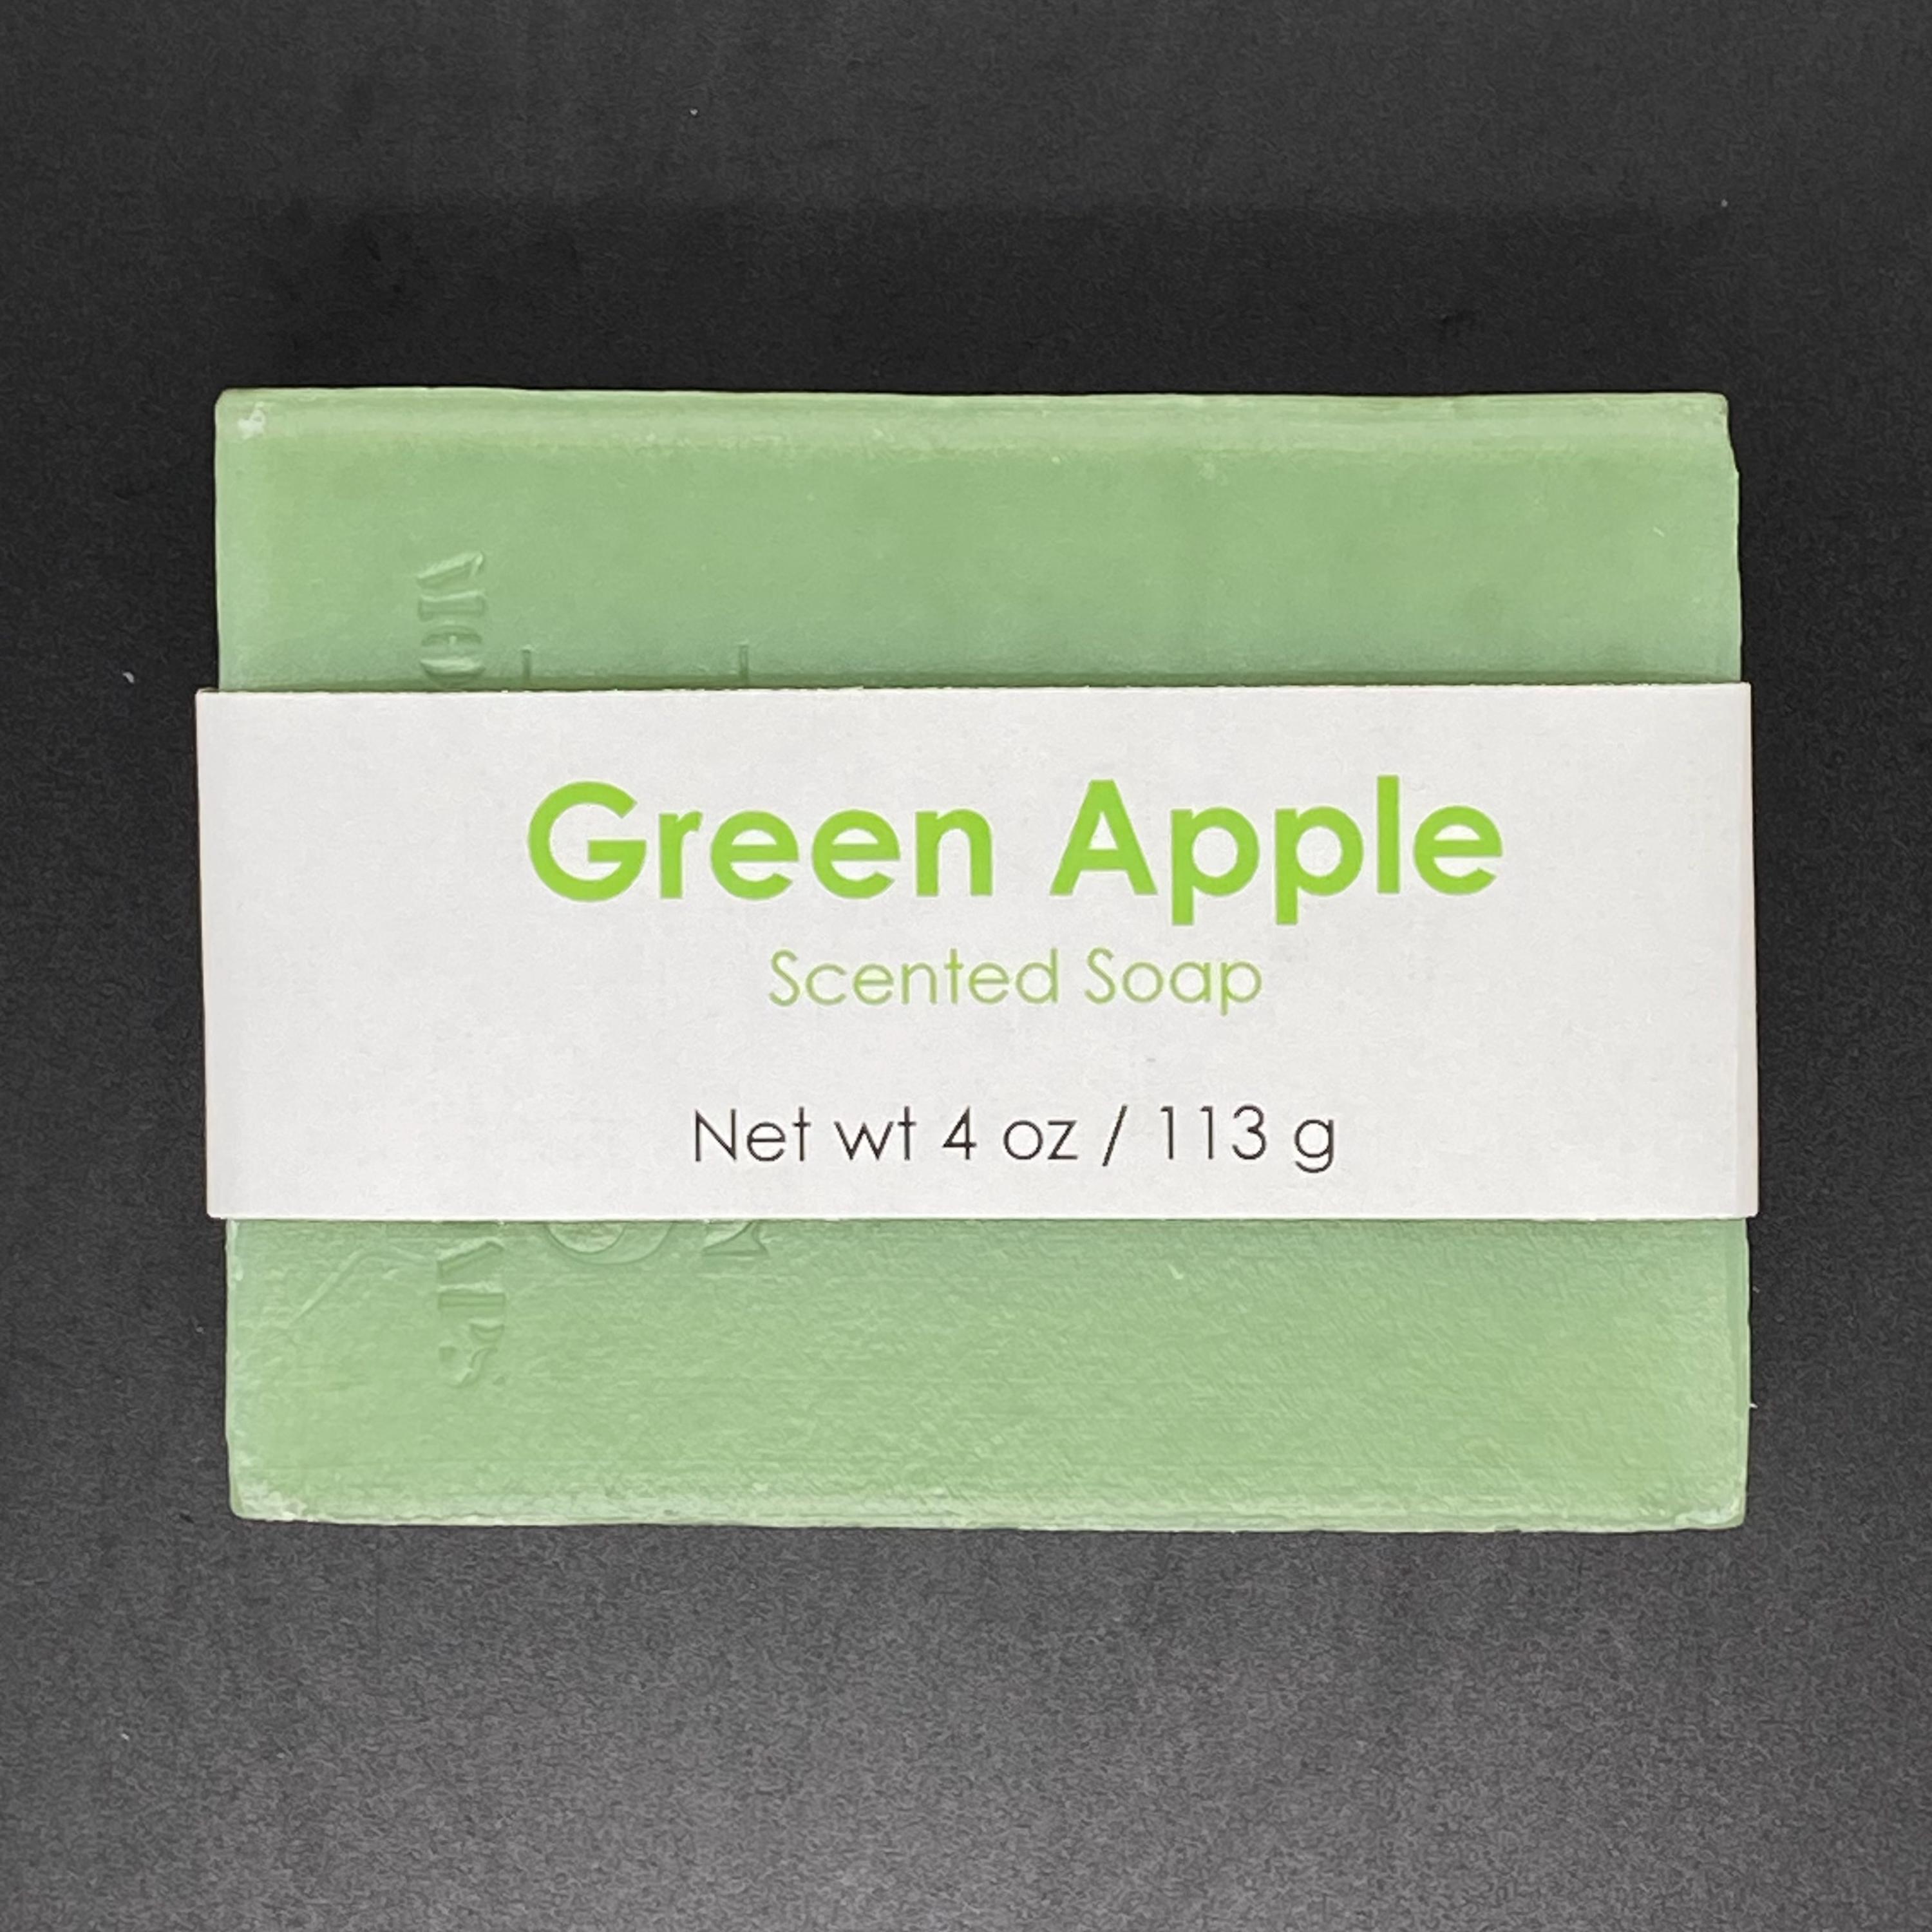 Green Apple
Scented Soap
Net wt 4 oz / 113 g